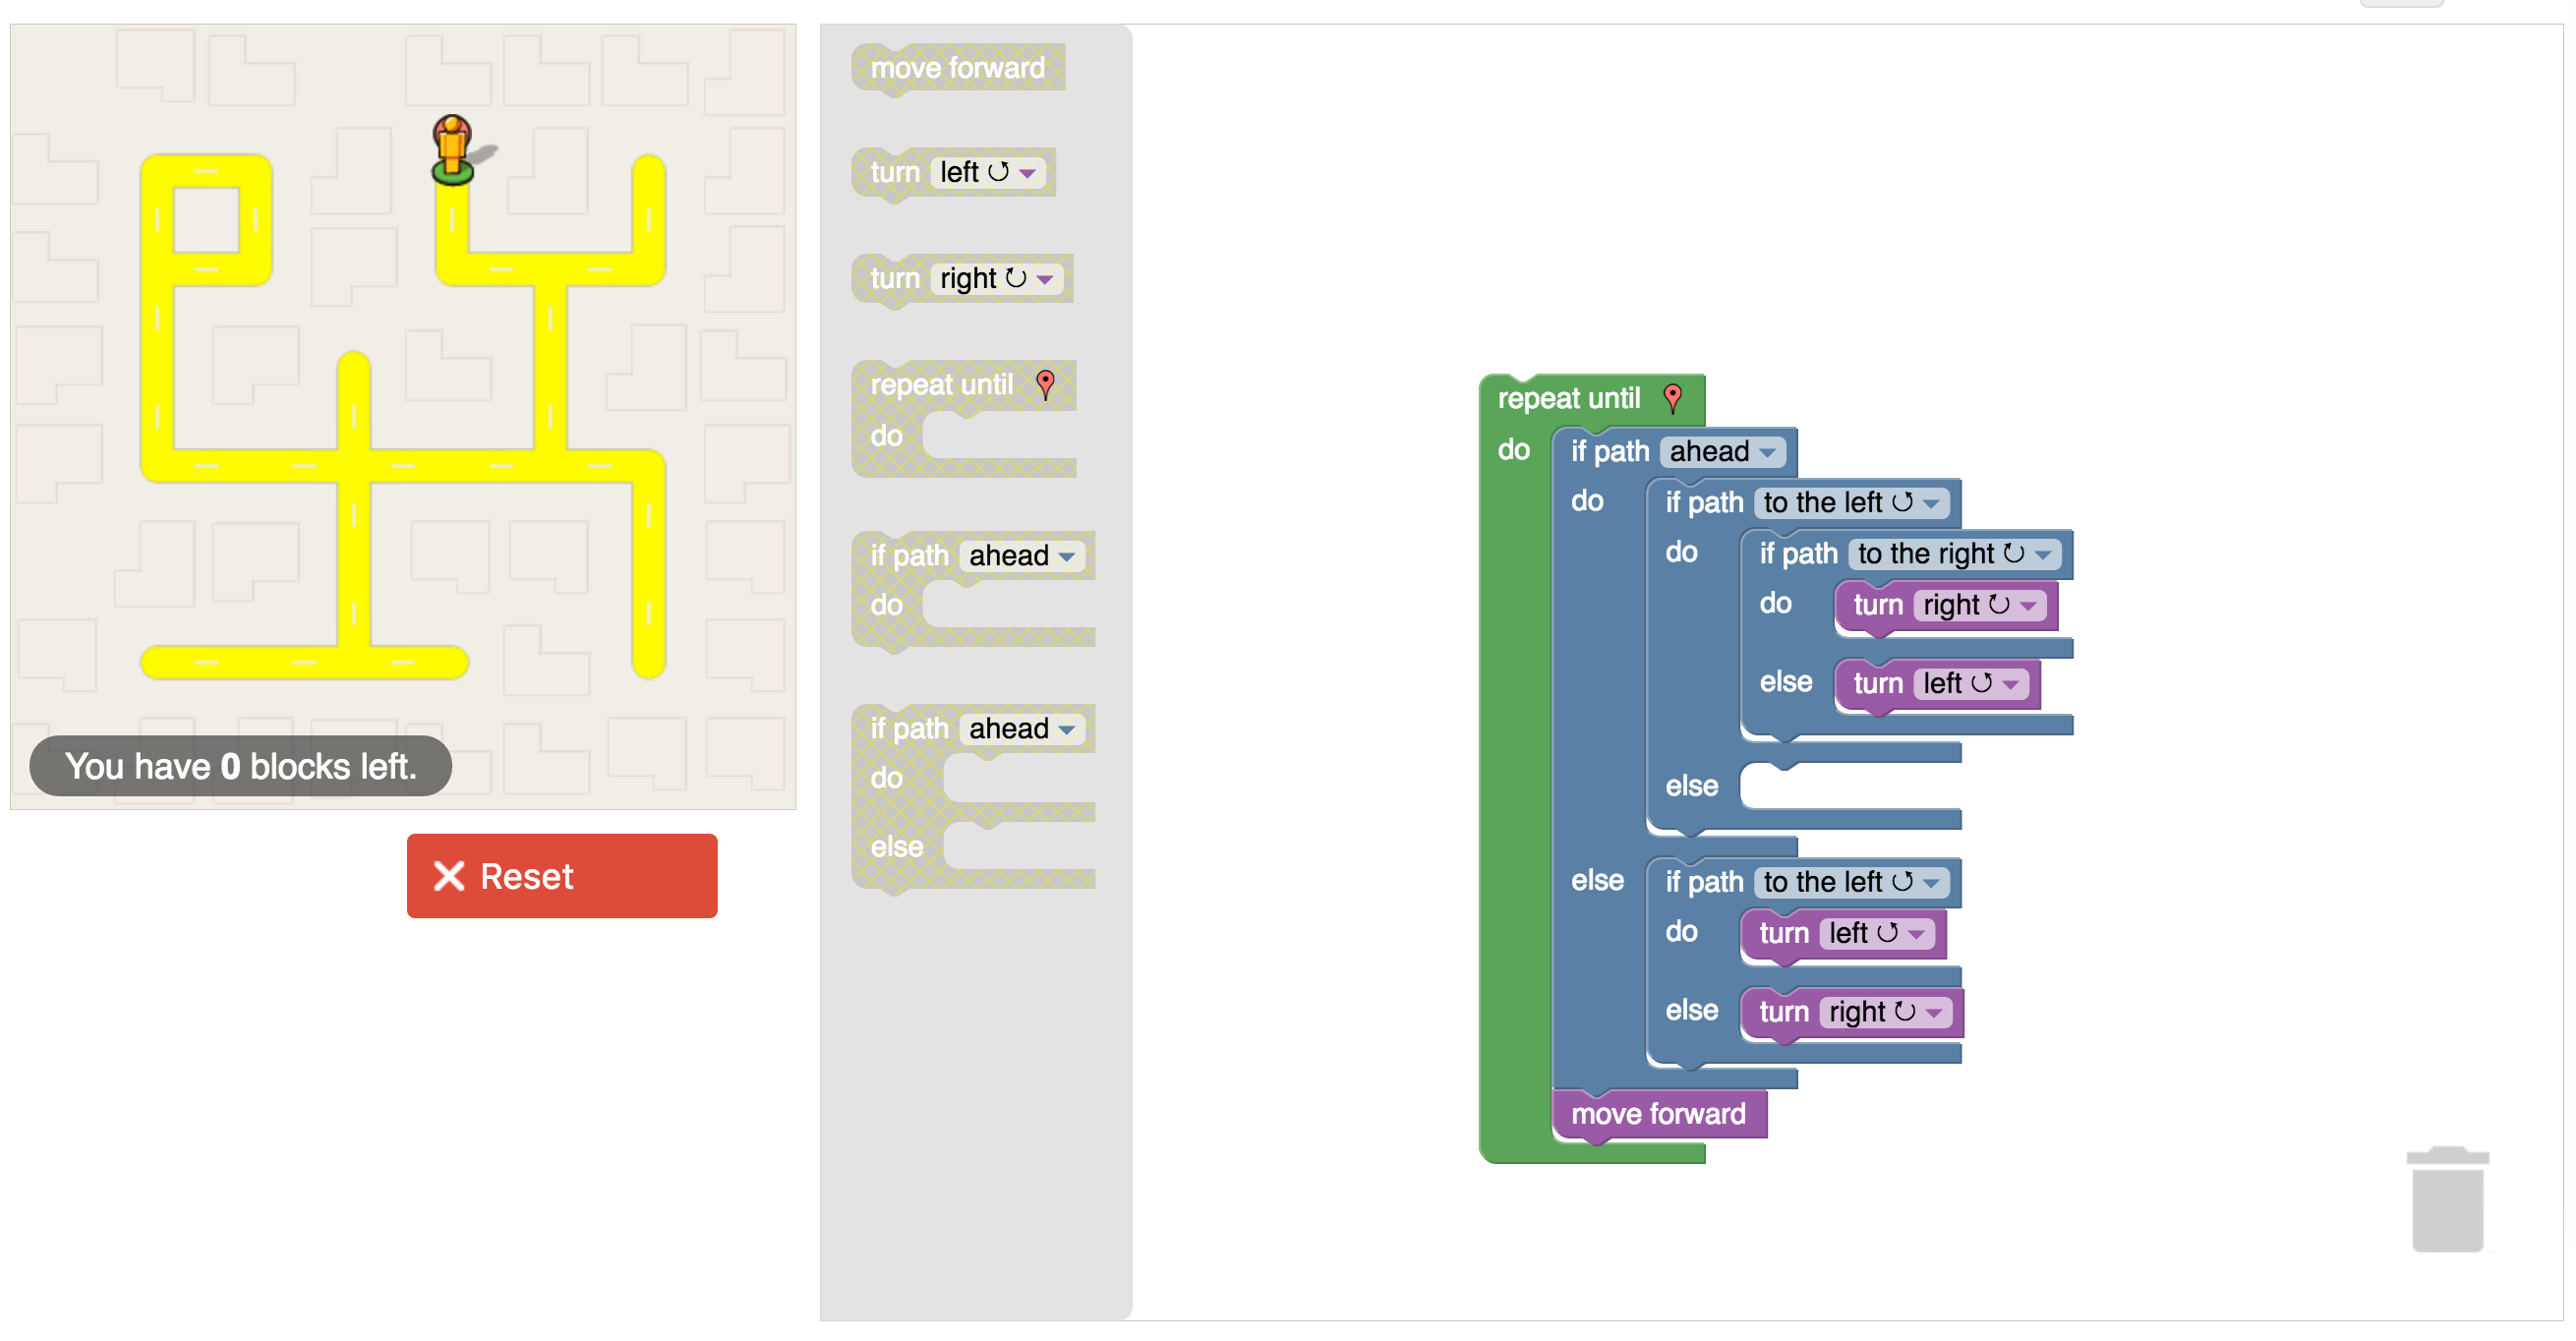 You have 0 blocks left.
Reset
move forward
turn left ↺
turn right ↻
repeat until
do
if path ahead
do
if path ahead
do
else
repeat until
do if path ahead
do if path to the left ↺
do if path to the right ↻
do turn right ↻
else turn left ↺
else
else if path to the left ↺
do turn left ↺
else turn right ↻
move forward